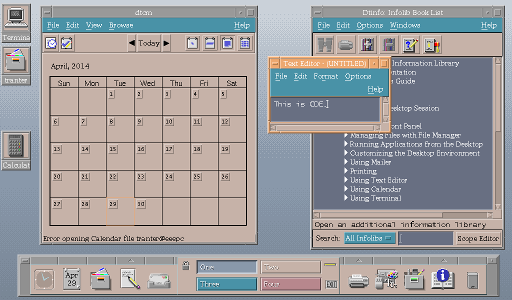 Termina
tranter
Calculat
dtcm
File Edit View Browse Help
Today
April, 2014
Sun Mon Tue Wed Thu Fri Sat
1 2 3 4 5
6 7 8 9 10 11 12
13 14 15 16 17 18 19
20 21 22 23 24 25 26
27 28 29 30
Error opening Calendar file tranter@eeepc
Dtinfo: Infolib Book List
File Edit Options Windows Help
Information Library
ntation
Guide
esktop Session
ont Panel
Managing Files with File Manager
Running Applications from the Desktop
Customizing the Desktop Environment
Using Mailer
Printing
Using Text Editor
Using Calendar
Using Terminal
Open an additional information library
Search: All Infolibs Scope Editor
Text Editor - (UNTITLED)
File Edit Format Options
Help
This is CDE.
Apr
29
One Two
Three Four